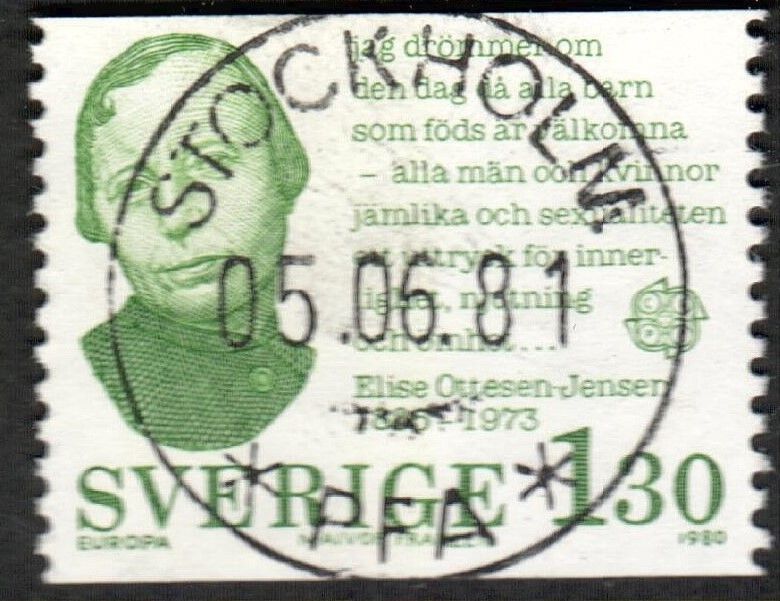 jag drömmer om
den dag då alla barn
som föds är välkomna
– alla män och kvinnor
jämlika och sexualiteten
ett uttryck för inner-
lighet, njutning
och ömhet...
Elise Ottesen-Jensen
1886–1973
SVERIGE 130
EUROPA
1980
STOCKHOLM
05.06.81
* PFA *